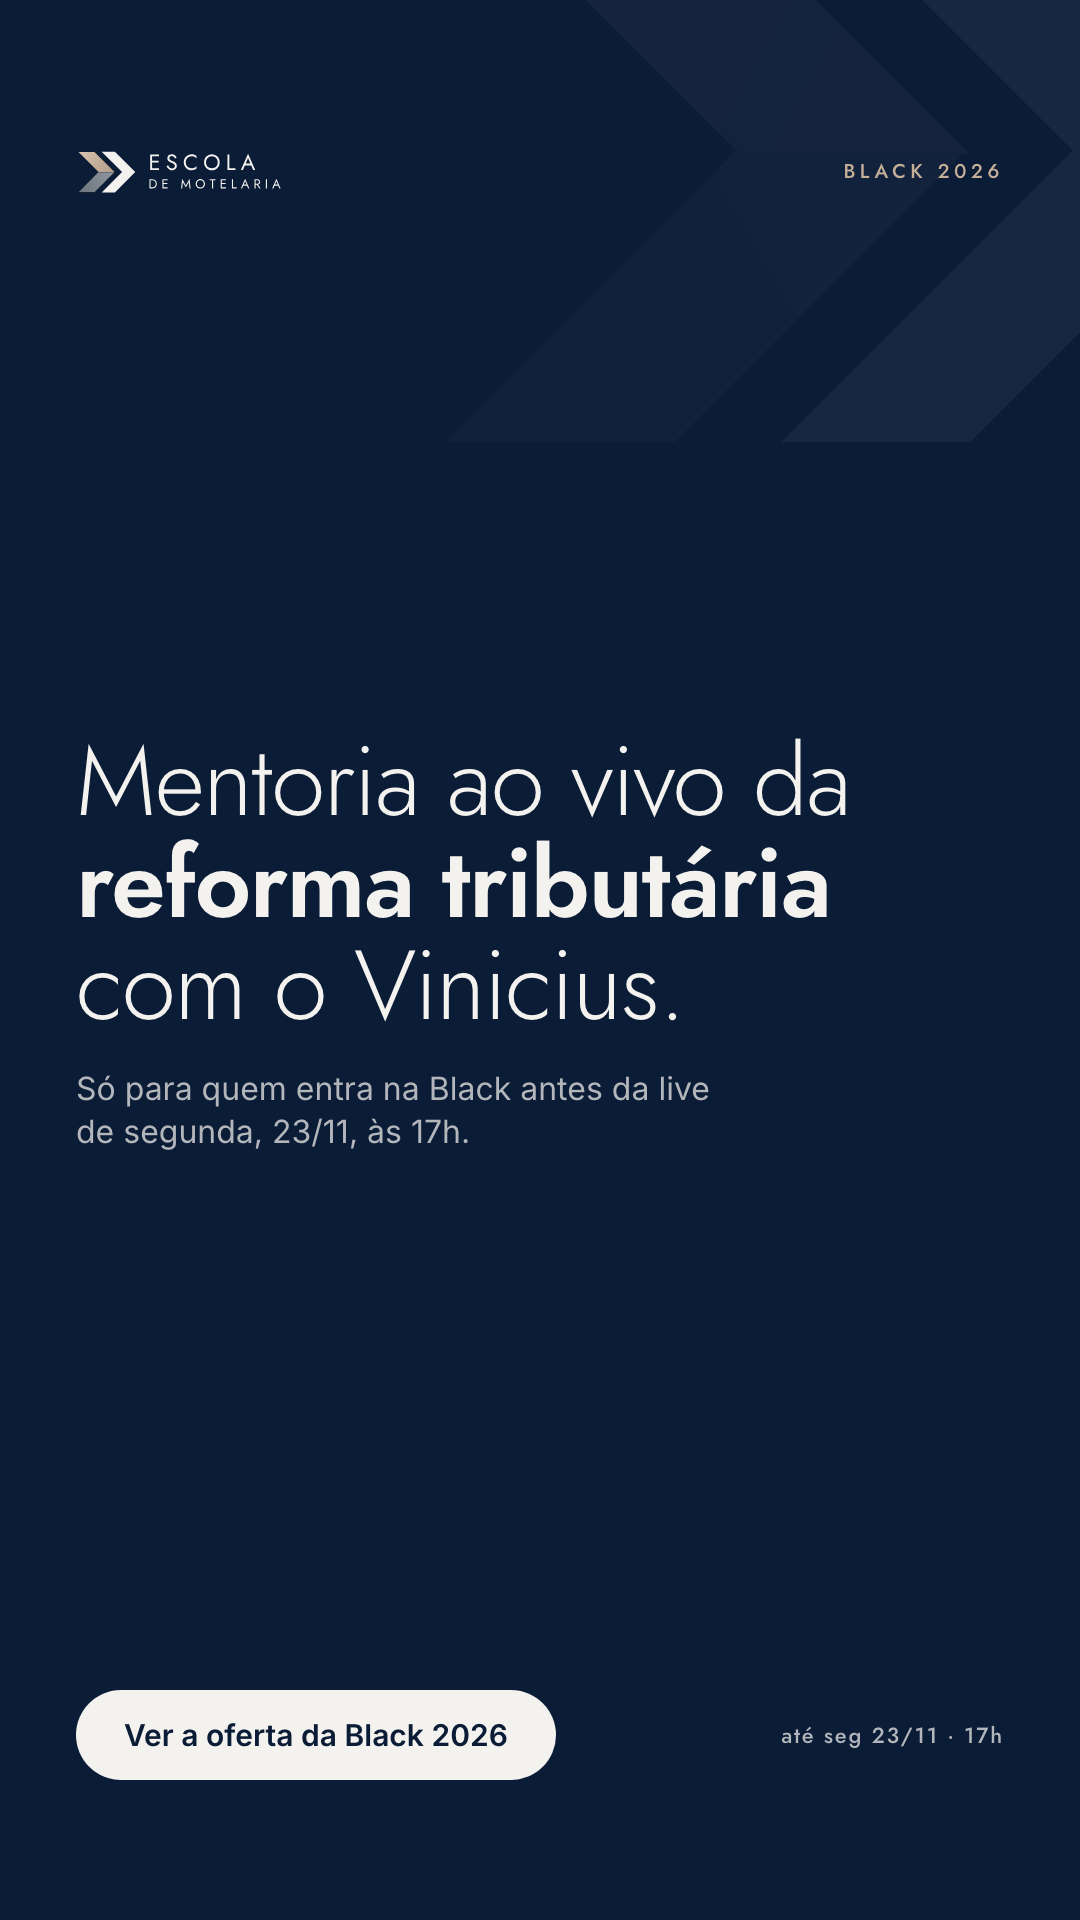 ESCOLA
DE MOTELARIA
BLACK 2026
Mentoria ao vivo da
reforma tributária
com o Vinicius.
Só para quem entra na Black antes da live
de segunda, 23/11, às 17h.
Ver a oferta da Black 2026
até seg 23/11 · 17h